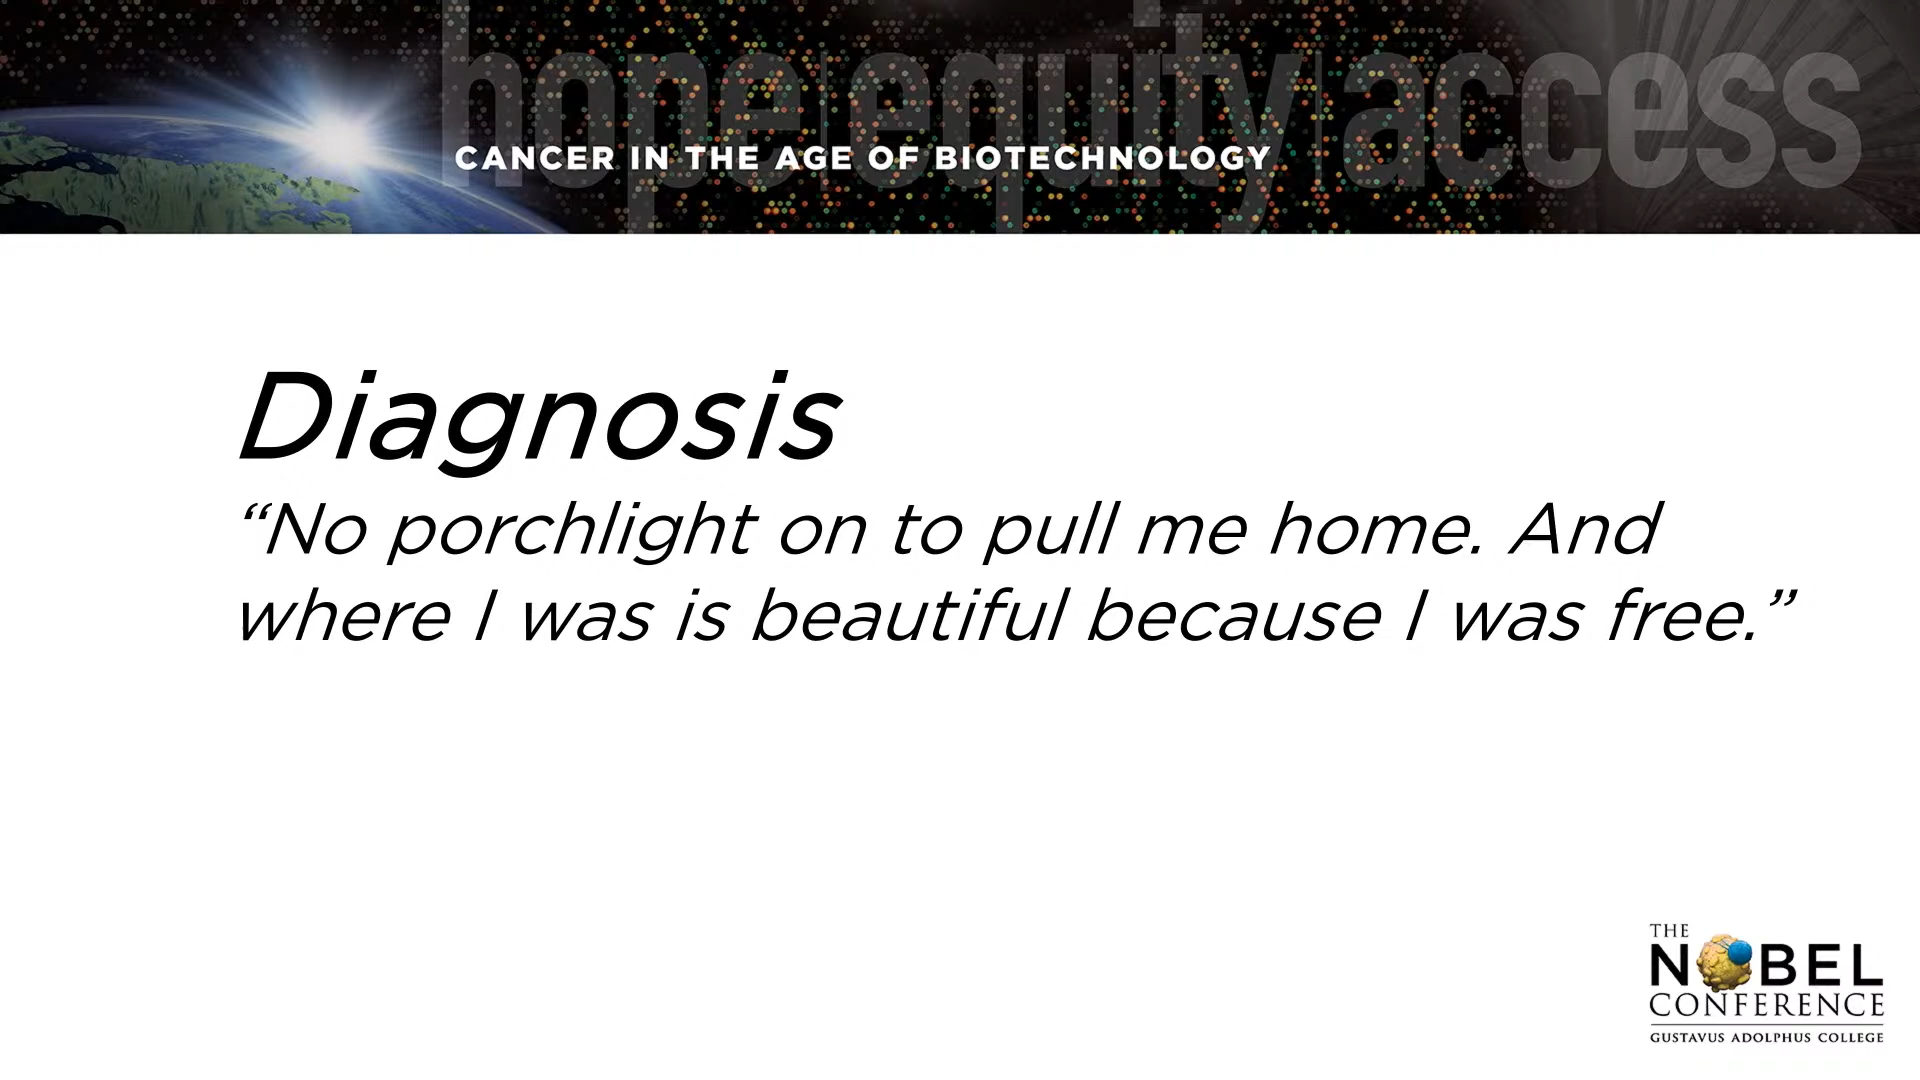 hope|equity|access
CANCER IN THE AGE OF BIOTECHNOLOGY
Diagnosis
“No porchlight on to pull me home. And
where I was is beautiful because I was free.”
THE
NOBEL
CONFERENCE
GUSTAVUS ADOLPHUS COLLEGE